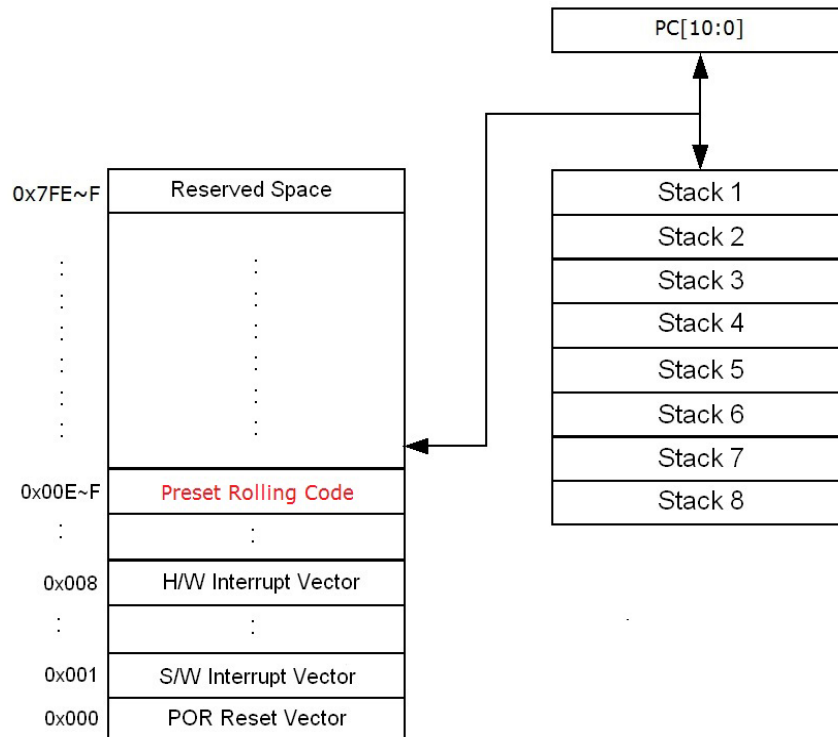 PC[10:0]
0x7FE~F
Reserved Space
Stack 1
Stack 2
Stack 3
Stack 4
Stack 5
Stack 6
Stack 7
Stack 8
0x00E~F
Preset Rolling Code
0x008
H/W Interrupt Vector
0x001
S/W Interrupt Vector
0x000
POR Reset Vector